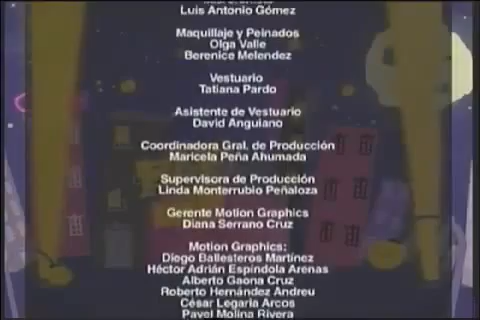 Luis Antonio Gómez
Maquillaje y Peinados
Olga Valle
Berenice Melendez
Vestuario
Tatiana Pardo
Asistente de Vestuario
David Anguiano
Coordinadora Gral. de Producción
Maricela Peña Ahumada
Supervisora de Producción
Linda Monterrubio Peñaloza
Gerente Motion Graphics
Diana Serrano Cruz
Motion Graphics:
Diego Ballesteros Martínez
Héctor Adrián Espíndola Arenas
Alberto Gaona Cruz
Roberto Hernández Andreu
César Legaria Arcos
Pavel Molina Rivera